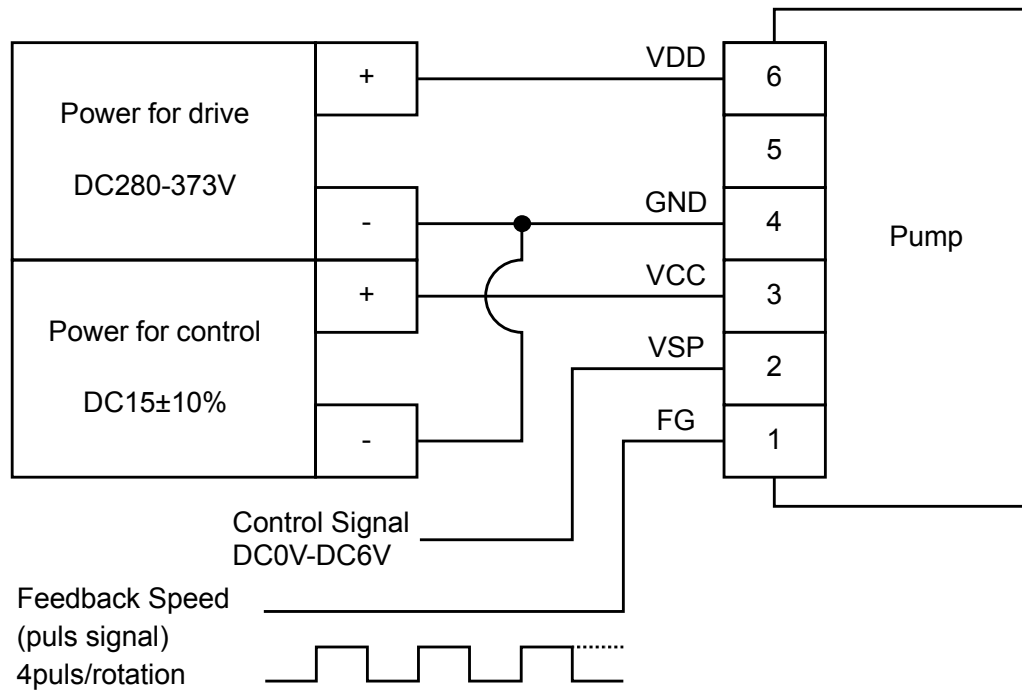 Power for drive
DC280-373V
+
-
Power for control
DC15±10%
+
-
VDD
GND
VCC
VSP
FG
6
5
4
3
2
1
Pump
Control Signal
DC0V-DC6V
Feedback Speed
(puls signal)
4puls/rotation